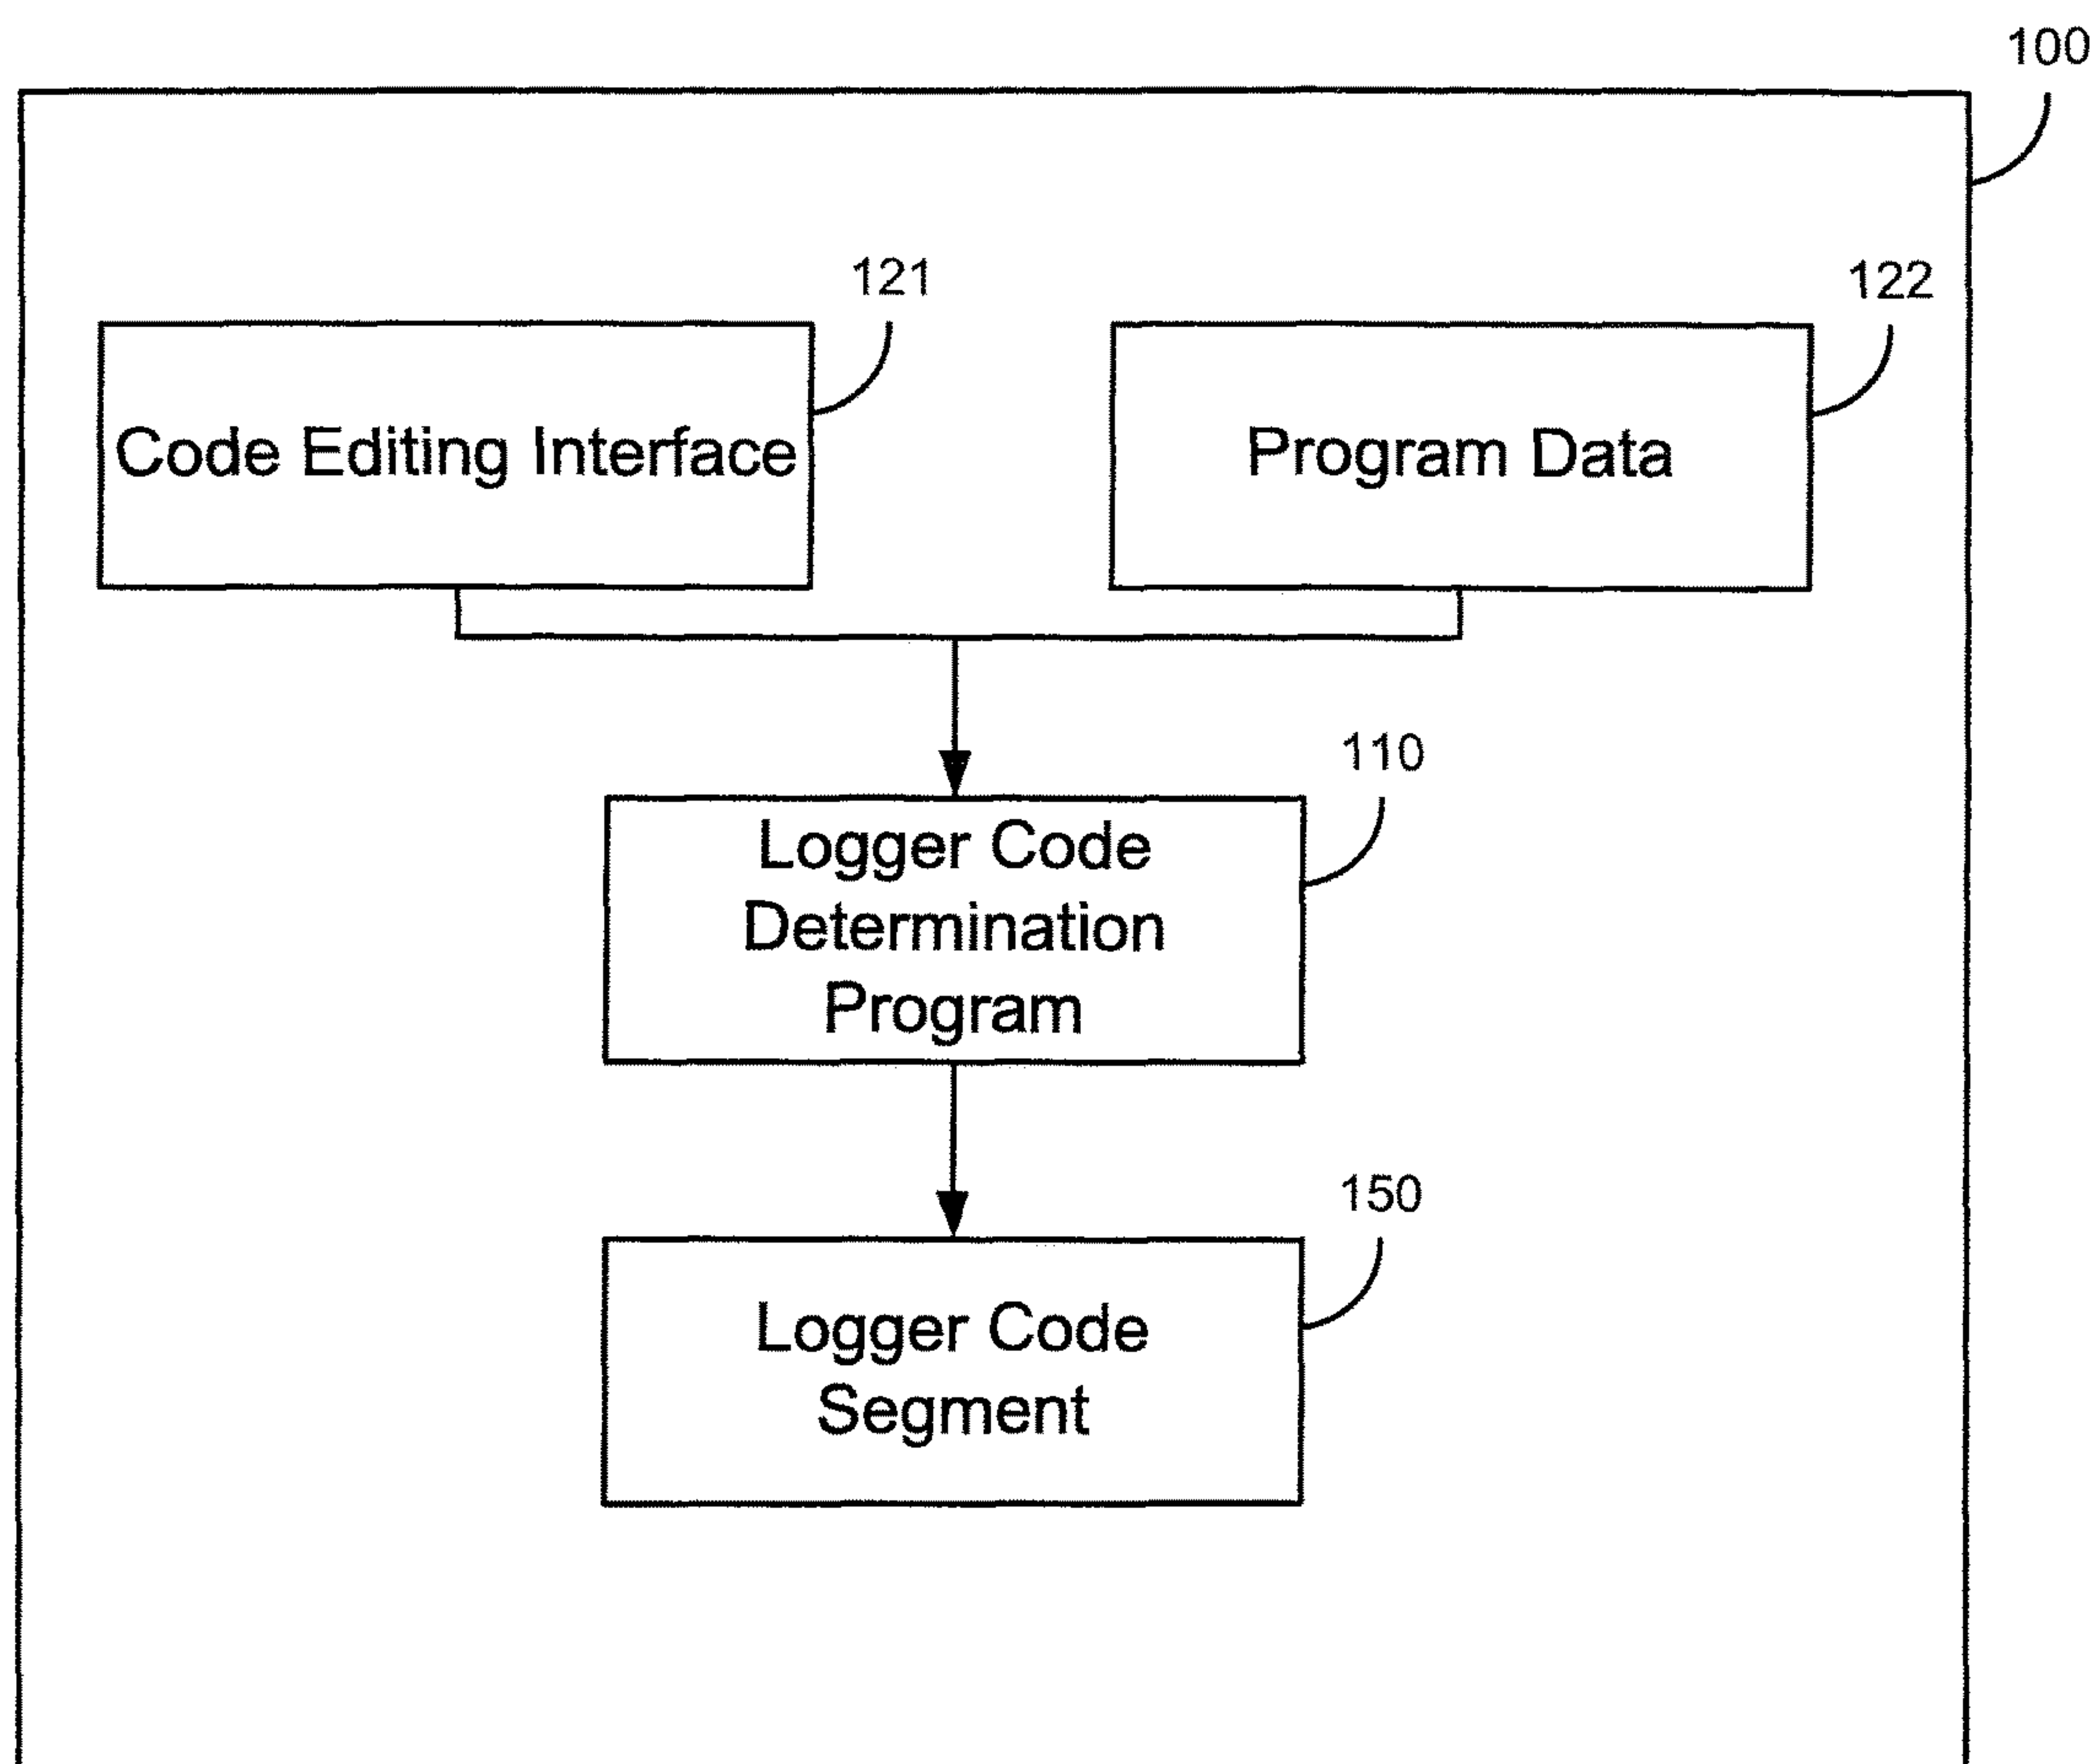 100
121
122
Code Editing Interface
Program Data
110
Logger Code
Determination
Program
150
Logger Code
Segment